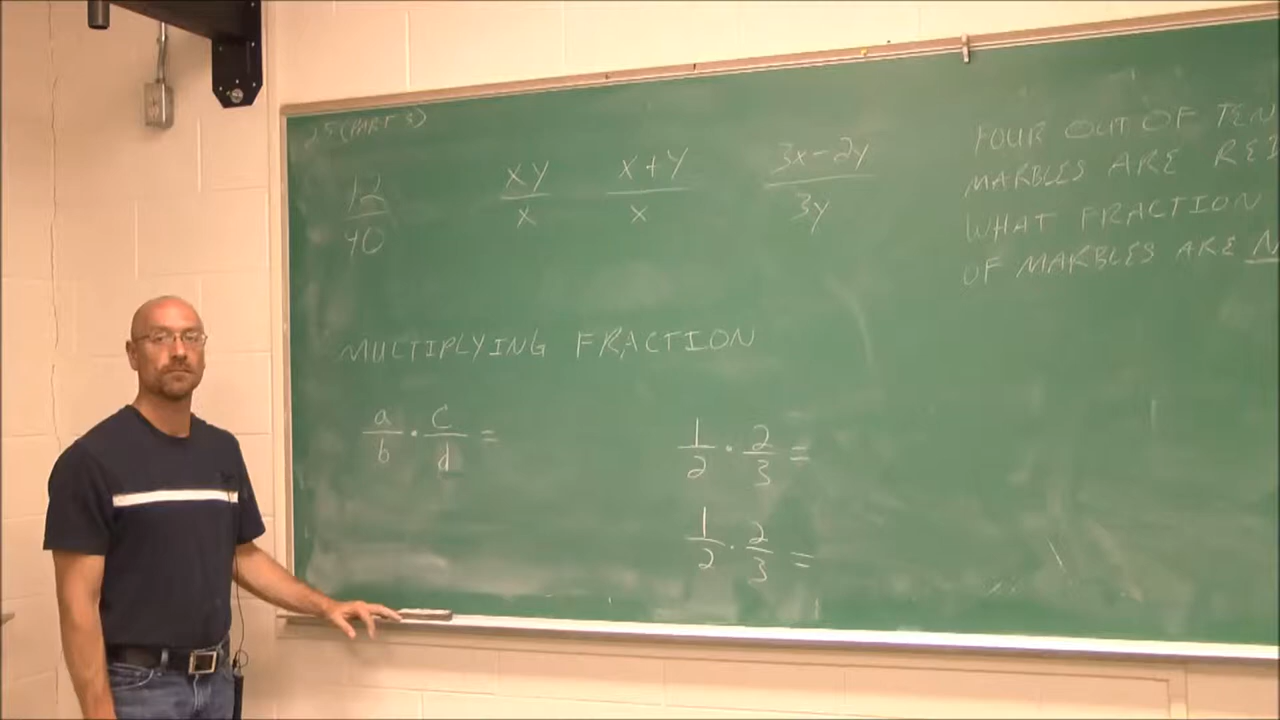 25 (PART 3)
12/40
xy/x
x+y/x
3x-2y/3y
FOUR OUT OF TEN
MARBLES ARE
WHAT FRACTION
OF MARBLES ARE
MULTIPLYING FRACTION
a/b · c/d =
1/2 · 2/3 =
1/2 · 2/3 =